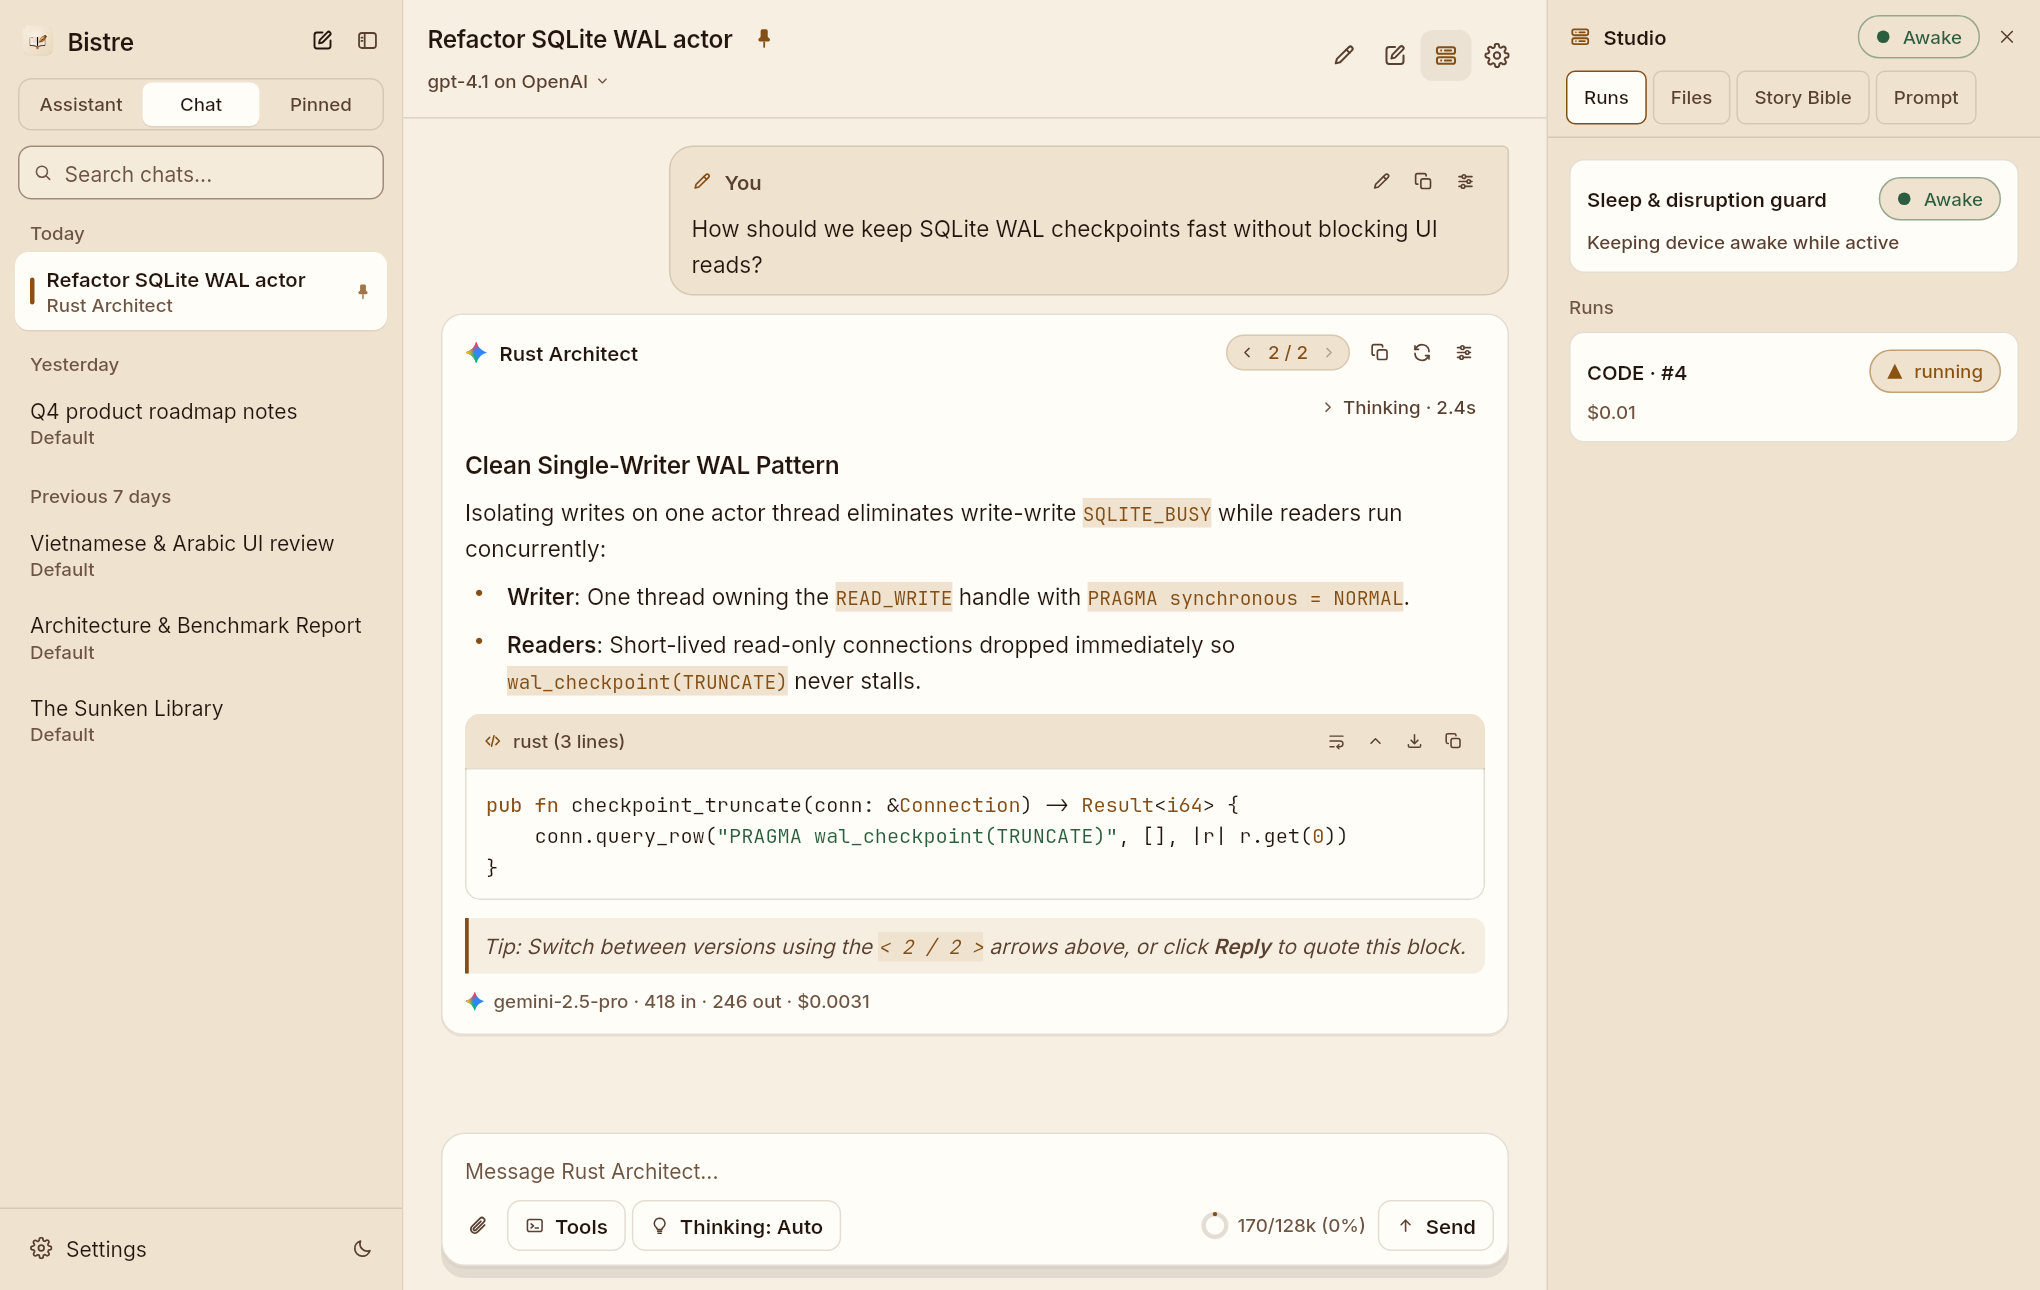 Bistre
Assistant
Chat
Pinned
Search chats...
Today
Refactor SQLite WAL actor
Rust Architect
Yesterday
Q4 product roadmap notes
Default
Previous 7 days
Vietnamese & Arabic UI review
Default
Architecture & Benchmark Report
Default
The Sunken Library
Default
Settings
Refactor SQLite WAL actor
gpt-4.1 on OpenAI
You
How should we keep SQLite WAL checkpoints fast without blocking UI
reads?
Rust Architect
2 / 2
Thinking · 2.4s
Clean Single-Writer WAL Pattern
Isolating writes on one actor thread eliminates write-write SQLITE_BUSY while readers run
concurrently:
• Writer: One thread owning the READ_WRITE handle with PRAGMA synchronous = NORMAL.
• Readers: Short-lived read-only connections dropped immediately so
wal_checkpoint(TRUNCATE) never stalls.
rust (3 lines)
pub fn checkpoint_truncate(conn: &Connection) -> Result<i64> {
    conn.query_row("PRAGMA wal_checkpoint(TRUNCATE)", [], |r| r.get(0))
}
Tip: Switch between versions using the < 2 / 2 > arrows above, or click Reply to quote this block.
gemini-2.5-pro · 418 in · 246 out · $0.0031
Message Rust Architect...
Tools
Thinking: Auto
170/128k (0%)
Send
Studio
Awake
Runs
Files
Story Bible
Prompt
Sleep & disruption guard
Awake
Keeping device awake while active
Runs
CODE · #4
running
$0.01